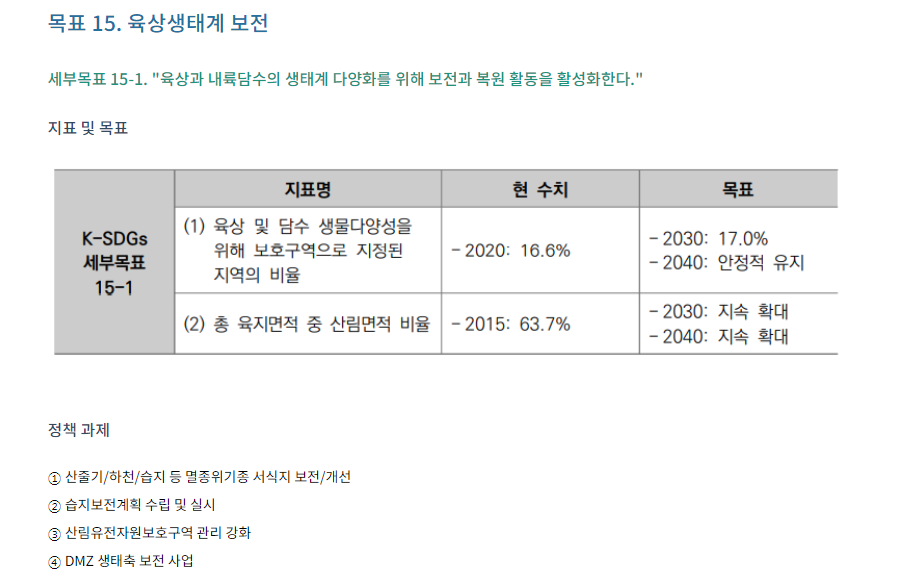 목표 15. 육상생태계 보전
세부목표 15-1. "육상과 내륙담수의 생태계 다양화를 위해 보전과 복원 활동을 활성화한다."
지표 및 목표
지표명 현 수치 목표
K-SDGs
세부목표
15-1
(1) 육상 및 담수 생물다양성을
위해 보호구역으로 지정된
지역의 비율
- 2020: 16.6%
- 2030: 17.0%
- 2040: 안정적 유지
(2) 총 육지면적 중 산림면적 비율
- 2015: 63.7%
- 2030: 지속 확대
- 2040: 지속 확대
정책 과제
① 산줄기/하천/습지 등 멸종위기종 서식지 보전/개선
② 습지보전계획 수립 및 실시
③ 산림유전자원보호구역 관리 강화
④ DMZ 생태축 보전 사업